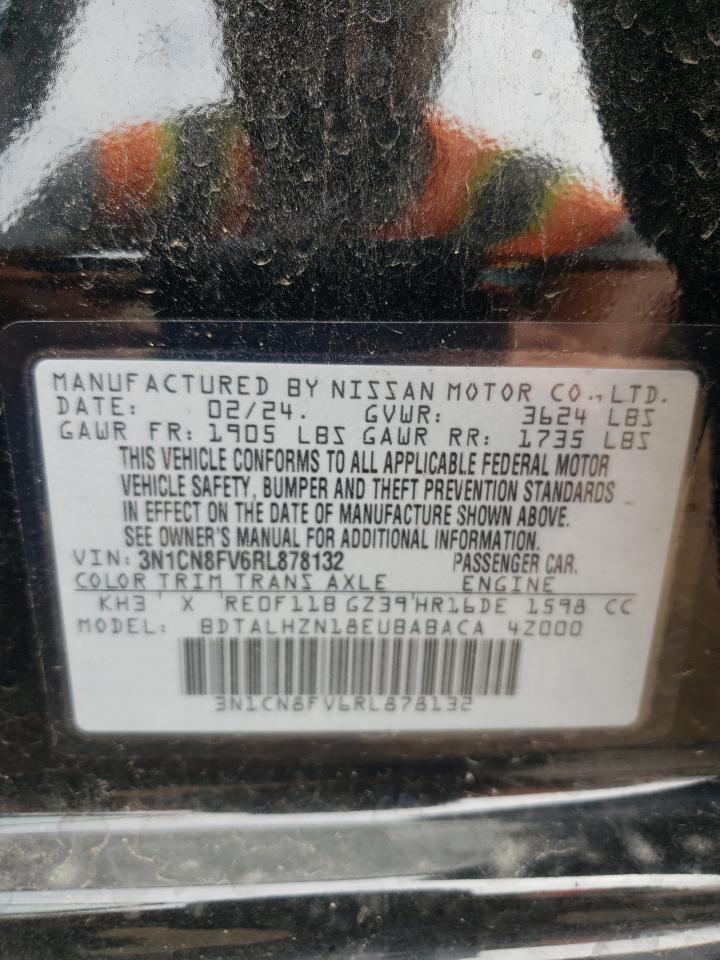 MANUFACTURED BY NISSAN MOTOR CO., LTD.
DATE: 02/24. GVWR: 3624 LBS
GAWR FR: 1905 LBS GAWR RR: 1735 LBS
THIS VEHICLE CONFORMS TO ALL APPLICABLE FEDERAL MOTOR
VEHICLE SAFETY, BUMPER AND THEFT PREVENTION STANDARDS
IN EFFECT ON THE DATE OF MANUFACTURE SHOWN ABOVE.
SEE OWNER'S MANUAL FOR ADDITIONAL INFORMATION.
VIN: 3N1CN8FV6RL878132 PASSENGER CAR.
COLOR TRIM TRANS AXLE ENGINE
KH3 X RE0F11B GZ39 HR16DE 1598 CC
MODEL: BDTALHZN18EUBABACA 4Z000
3N1CN8FV6RL878132